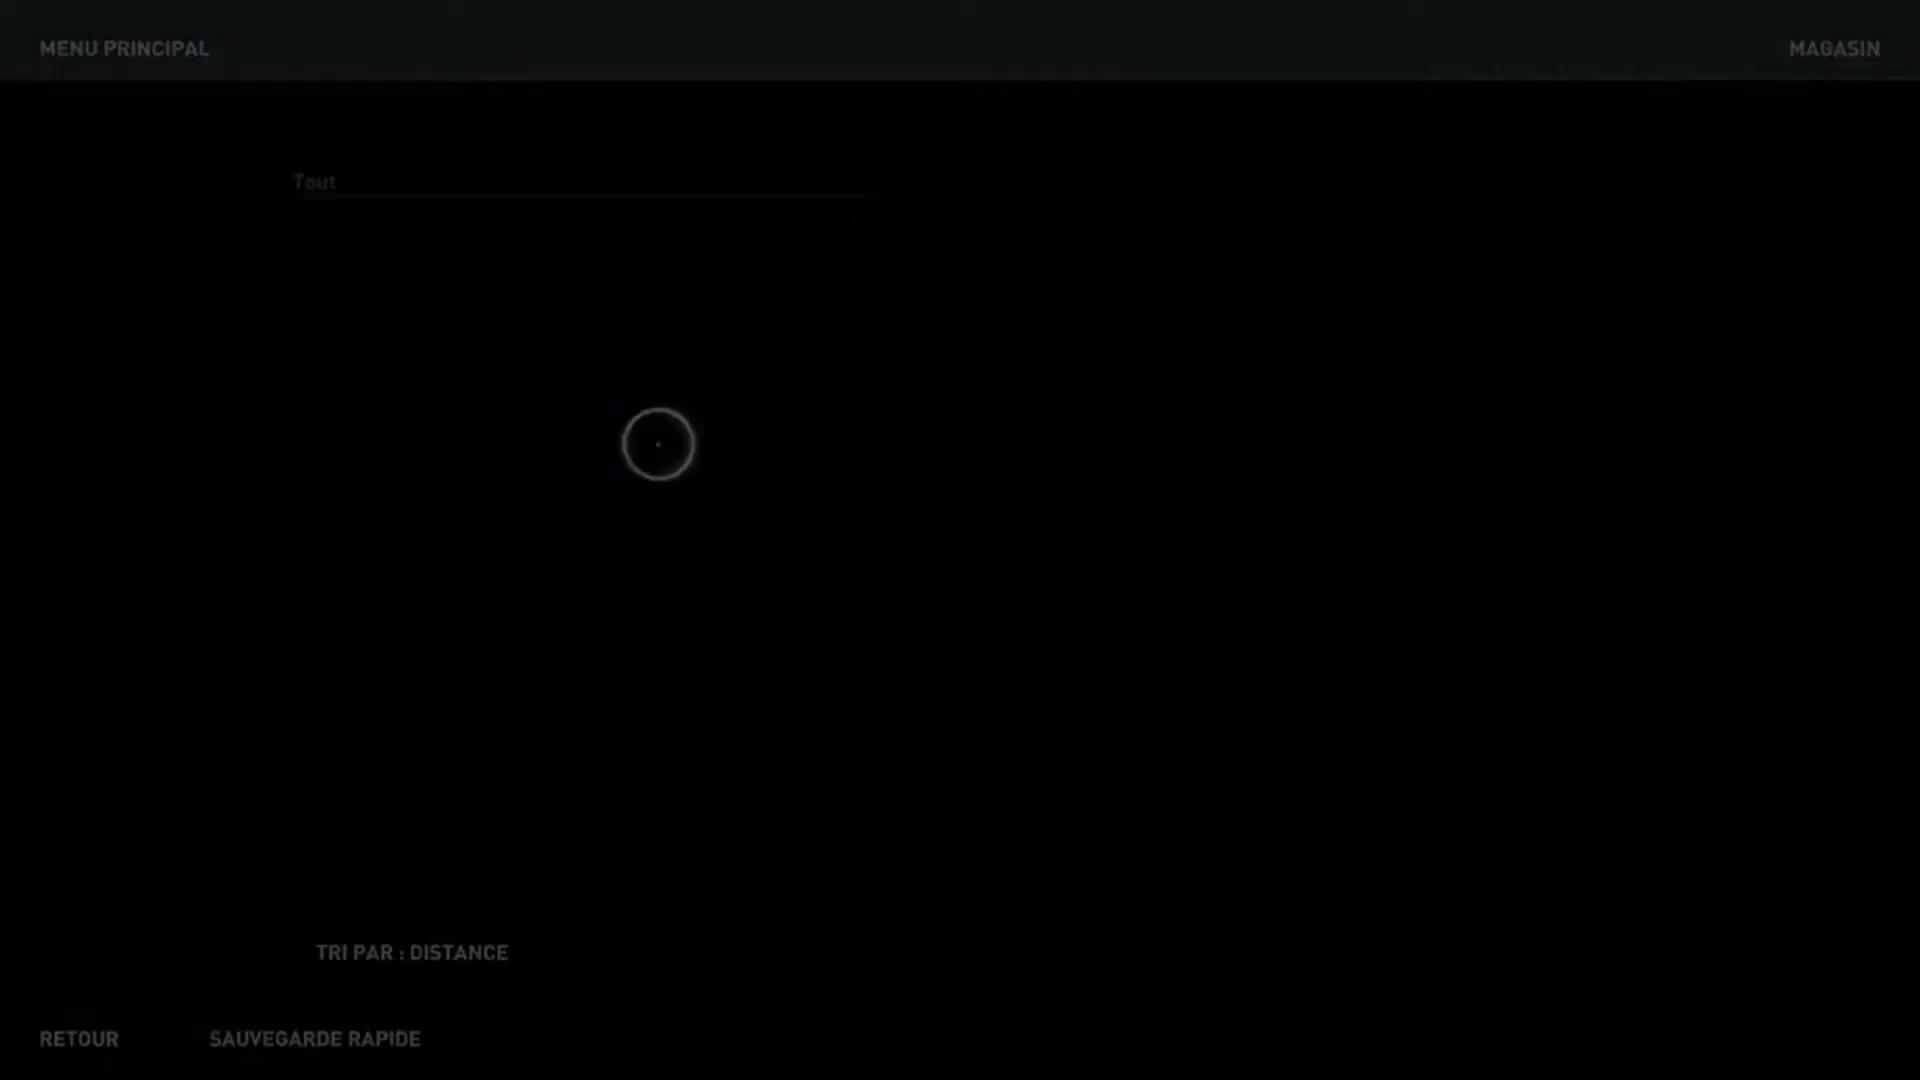 MENU PRINCIPAL
MAGASIN
Tout
TRI PAR : DISTANCE
RETOUR
SAUVEGARDE RAPIDE